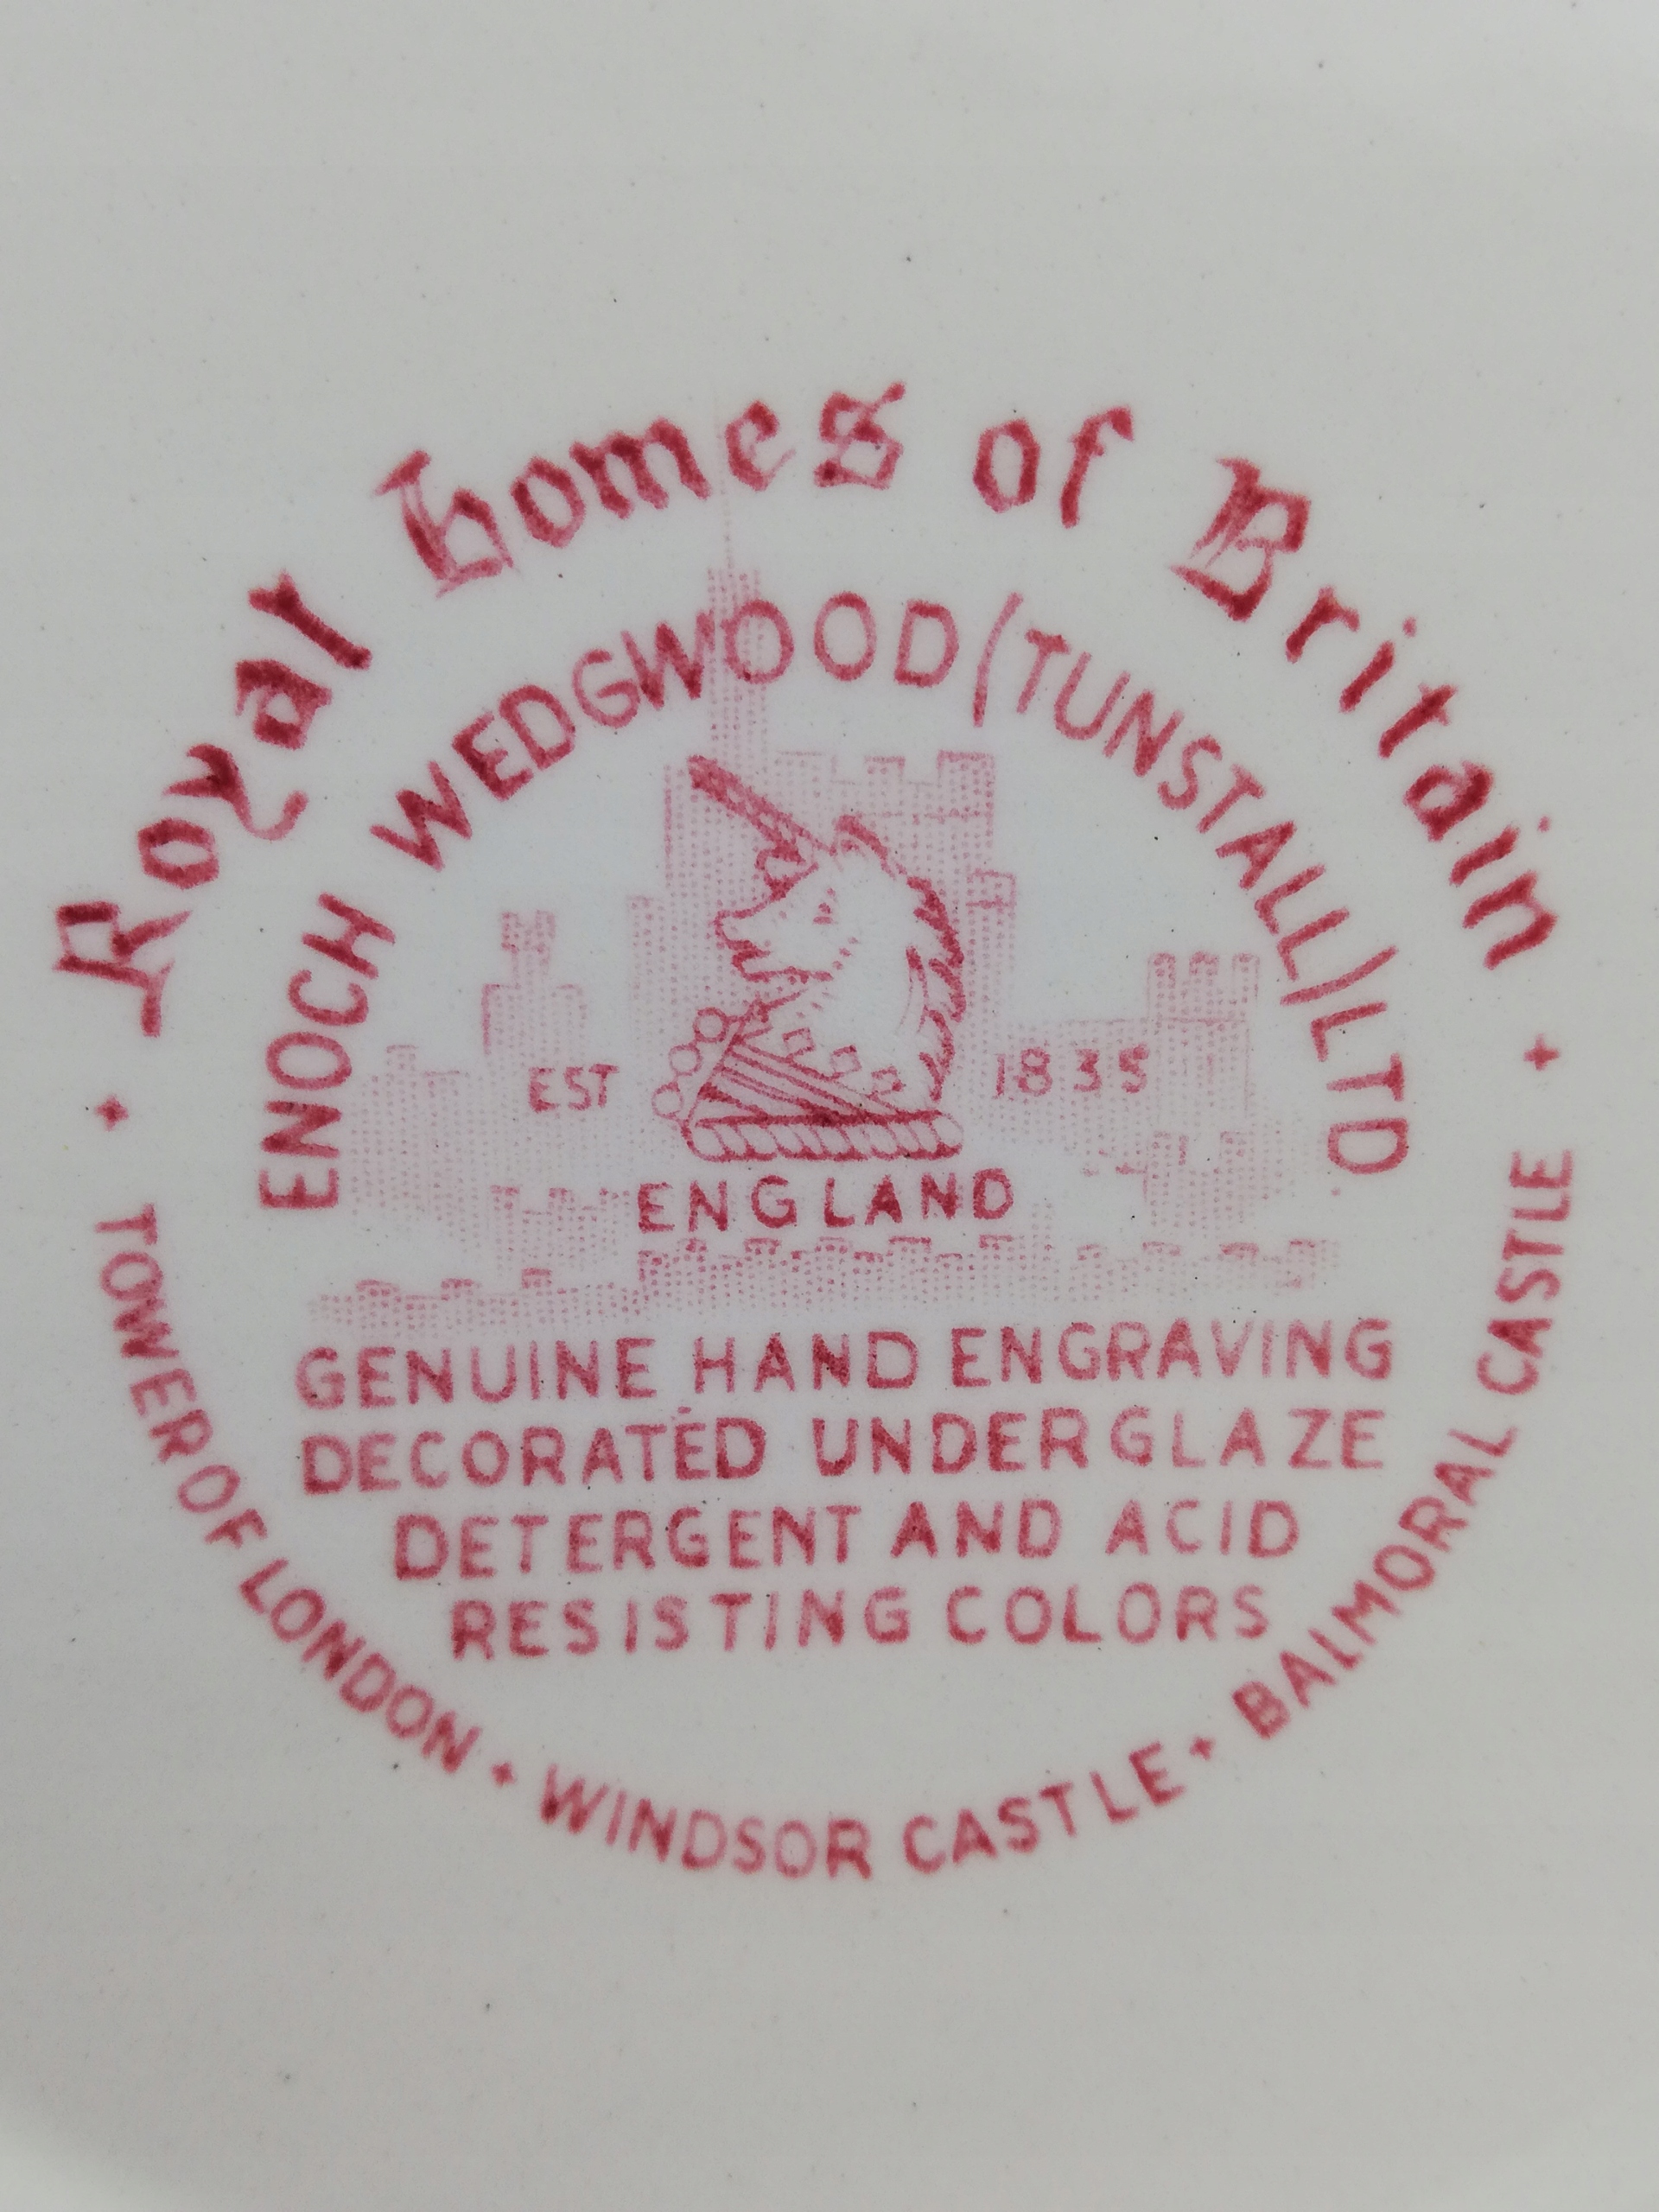 Royal homes of Britain
ENOCH WEDGWOOD (TUNSTALL) LTD
EST 1835
ENGLAND
GENUINE HAND ENGRAVING
DECORATED UNDERGLAZE
DETERGENT AND ACID
RESISTING COLORS
TOWER OF LONDON + WINDSOR CASTLE + BALMORAL CASTLE